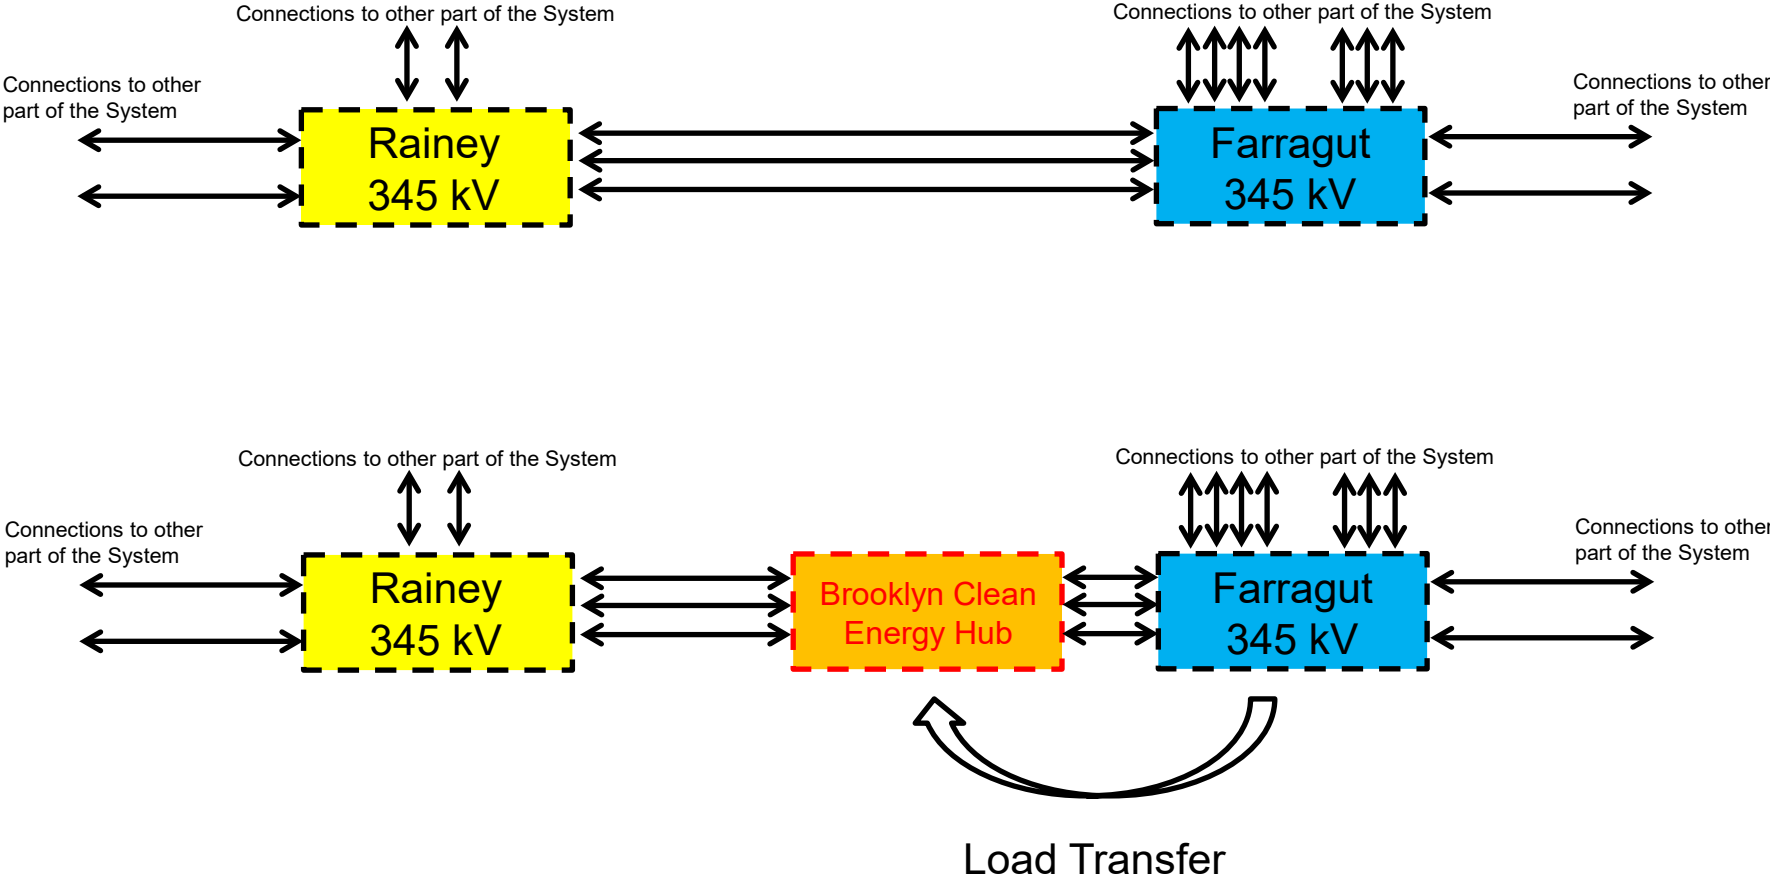 Connections to other part of the System
Connections to other part of the System
Connections to other
part of the System
Connections to other
part of the System
Rainey
345 kV
Farragut
345 kV
Connections to other part of the System
Connections to other part of the System
Connections to other
part of the System
Connections to other
part of the System
Rainey
345 kV
Brooklyn Clean
Energy Hub
Farragut
345 kV
Load Transfer